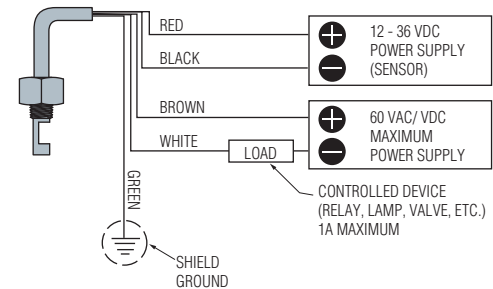 RED
12 - 36 VDC
POWER SUPPLY
(SENSOR)
BLACK
BROWN
60 VAC/ VDC
MAXIMUM
POWER SUPPLY
WHITE
LOAD
GREEN
CONTROLLED DEVICE
(RELAY, LAMP, VALVE, ETC.)
1A MAXIMUM
SHIELD
GROUND